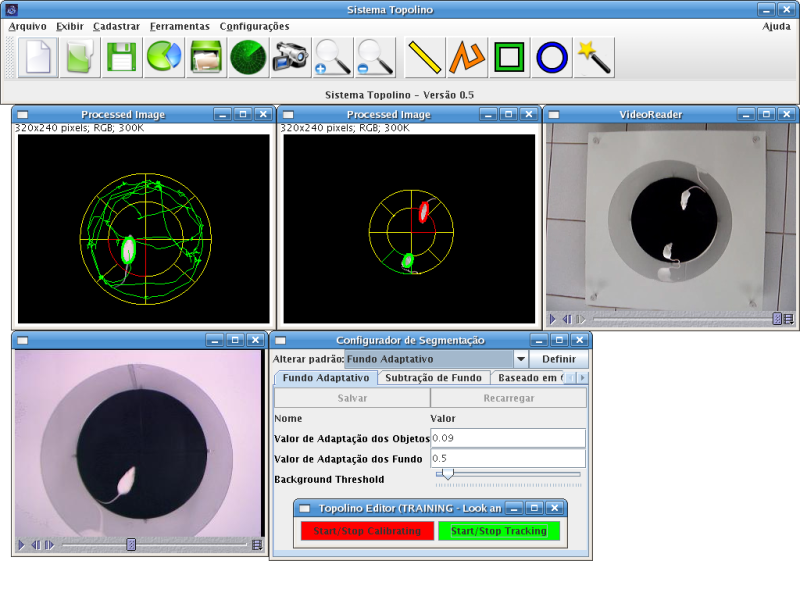 Sistema Topolino
Arquivo Exibir Cadastrar Ferramentas Configurações Ajuda
Sistema Topolino - Versão 0.5
Processed Image
320x240 pixels; RGB; 300K
Processed Image
320x240 pixels; RGB; 300K
VideoReader
Configurador de Segmentação
Alterar padrão: Fundo Adaptativo Definir
Fundo Adaptativo Subtração de Fundo Baseado em
Salvar Recarregar
Nome Valor
Valor de Adaptação dos Objetos 0.09
Valor de Adaptação dos Fundo 0.5
Background Threshold
Topolino Editor (TRAINING - Look an
Start/Stop Calibrating Start/Stop Tracking